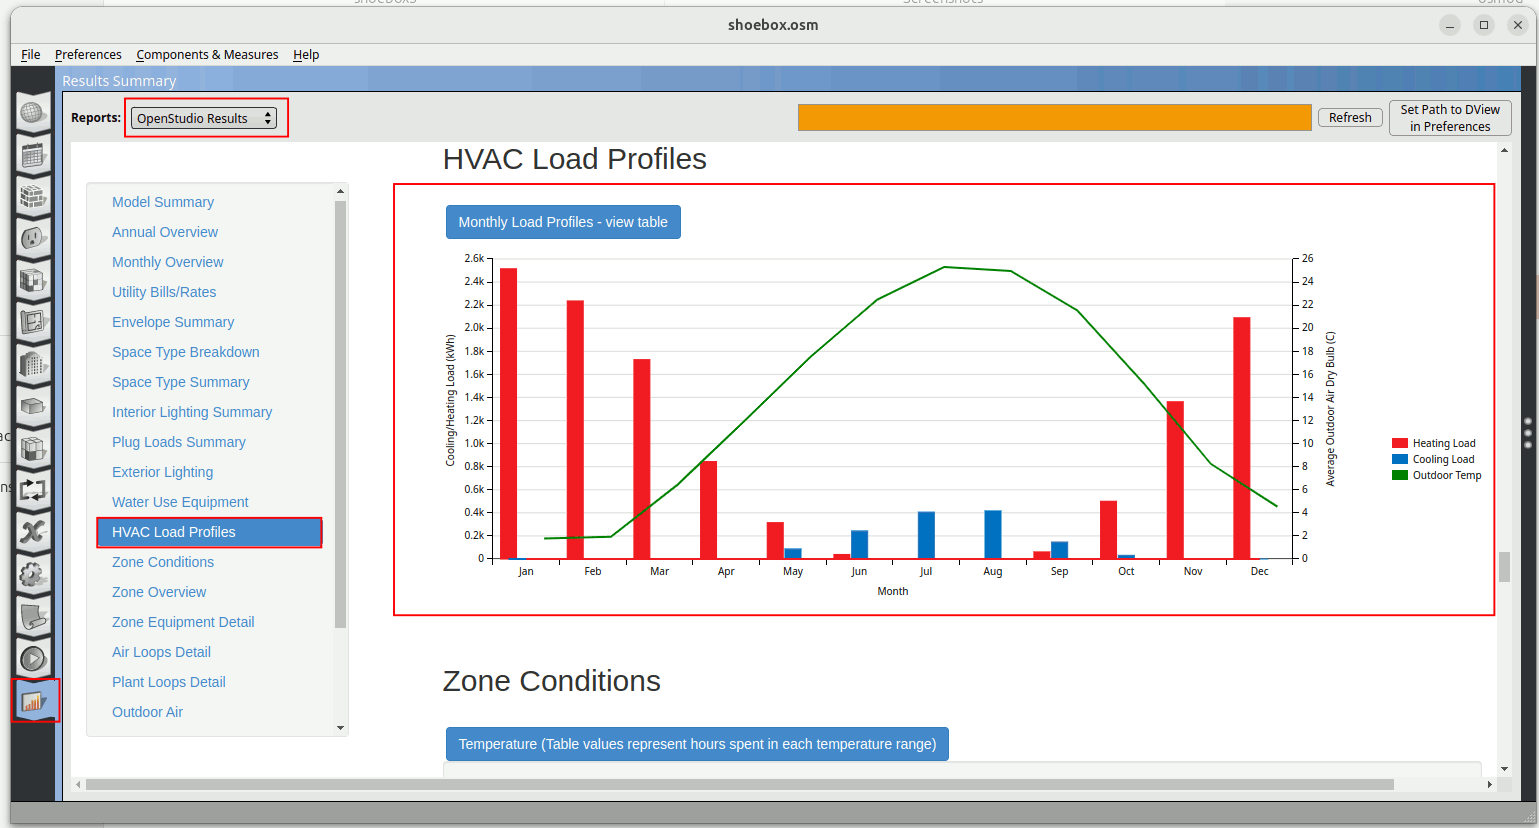 shoebox.osm
File Preferences Components & Measures Help
Results Summary
Reports: OpenStudio Results
Refresh
Set Path to DView
in Preferences
Model Summary
Annual Overview
Monthly Overview
Utility Bills/Rates
Envelope Summary
Space Type Breakdown
Space Type Summary
Interior Lighting Summary
Plug Loads Summary
Exterior Lighting
Water Use Equipment
HVAC Load Profiles
Zone Conditions
Zone Overview
Zone Equipment Detail
Air Loops Detail
Plant Loops Detail
Outdoor Air
HVAC Load Profiles
Monthly Load Profiles - view table
Cooling/Heating Load (kWh)
2.6k
2.4k
2.2k
2.0k
1.8k
1.6k
1.4k
1.2k
1.0k
0.8k
0.6k
0.4k
0.2k
0
26
24
22
20
18
16
14
12
10
8
6
4
2
0
Average Outdoor Air Dry Bulb (C)
Jan Feb Mar Apr May Jun Jul Aug Sep Oct Nov Dec
Month
Heating Load
Cooling Load
Outdoor Temp
Zone Conditions
Temperature (Table values represent hours spent in each temperature range)